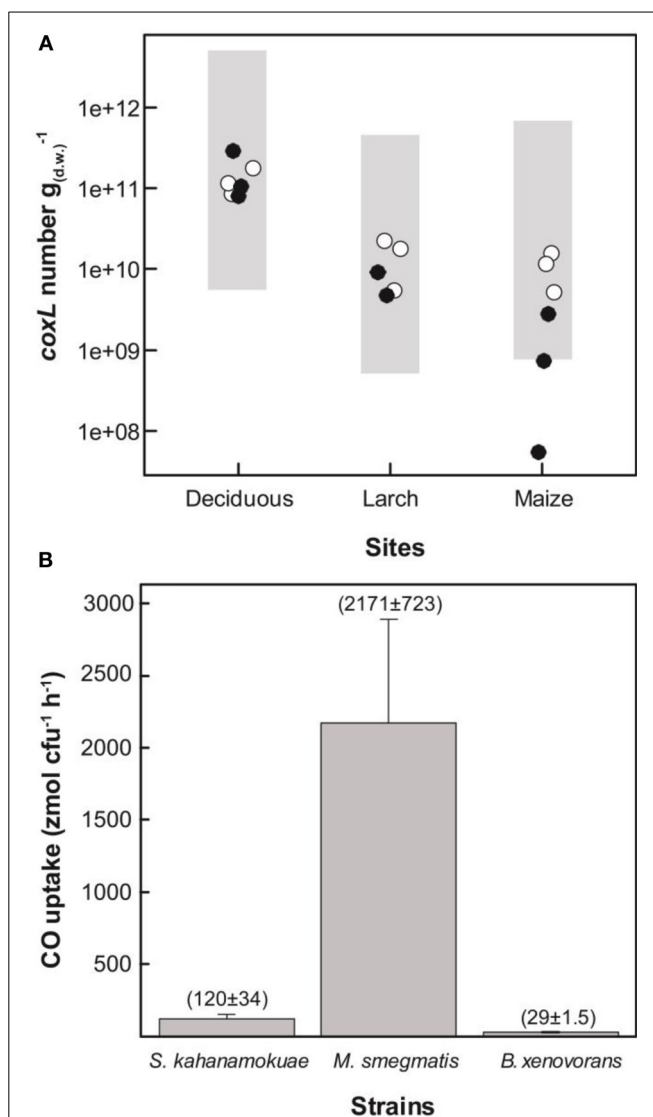 A
coxL number g(d.w.)-1
1e+12
1e+11
1e+10
1e+09
1e+08
Deciduous Larch Maize
Sites
B
CO uptake (zmol cfu-1 h-1)
3000
2500
2000
1500
1000
500
(120±34)
(2171±723)
(29±1.5)
S. kahanamokuae M. smegmatis B. xenovorans
Strains